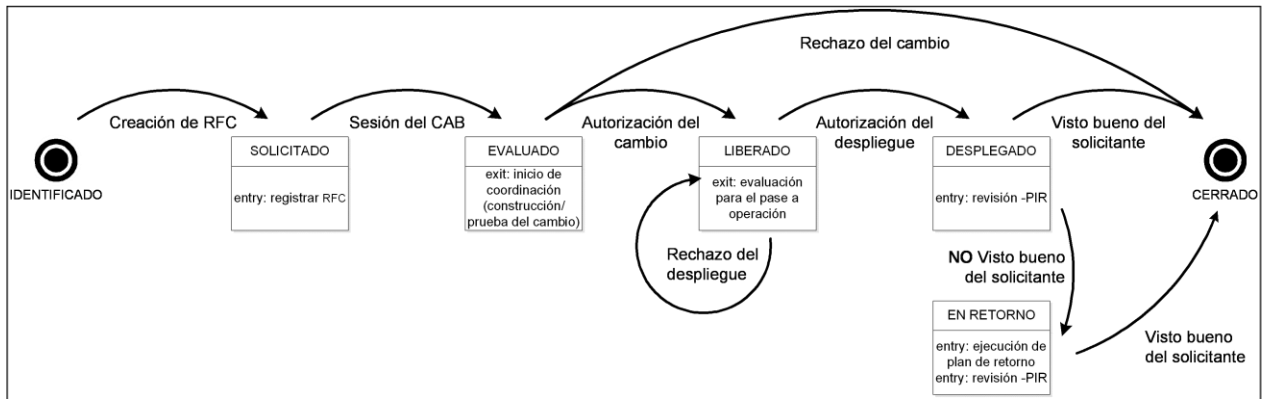 Rechazo del cambio
Creación de RFC
Sesión del CAB
Autorización del
cambio
Autorización del
despliegue
Visto bueno del
solicitante
IDENTIFICADO
SOLICITADO
entry: registrar RFC
EVALUADO
exit: inicio de
coordinación
(construcción/
prueba del cambio)
LIBERADO
exit: evaluación
para el pase a
operación
DESPLEGADO
entry: revisión -PIR
CERRADO
Rechazo del
despliegue
NO Visto bueno
del solicitante
EN RETORNO
entry: ejecución de
plan de retorno
entry: revisión -PIR
Visto bueno
del solicitante